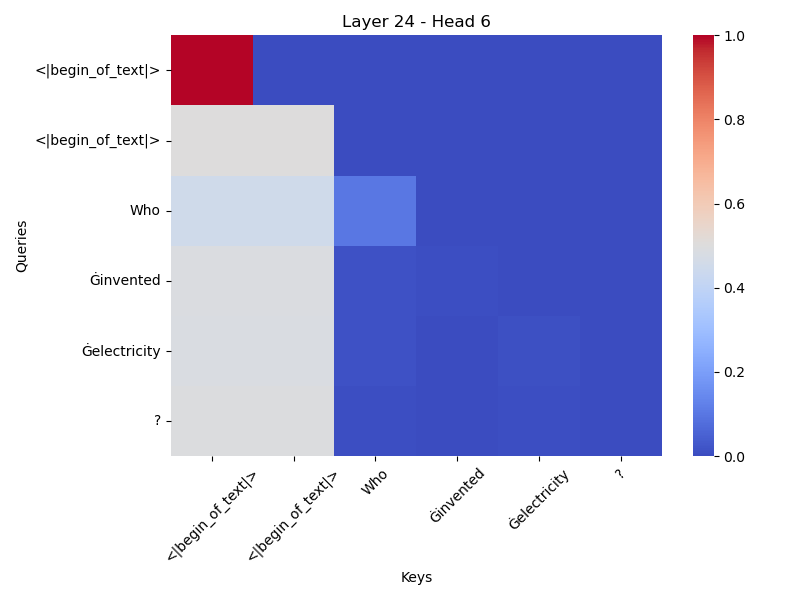 Layer 24 - Head 6
Queries
<|begin_of_text|>
<|begin_of_text|>
Who
Ġinvented
Ġelectricity
?
<|begin_of_text|>
<|begin_of_text|>
Who
Ġinvented
Ġelectricity
?
Keys
1.0
0.8
0.6
0.4
0.2
0.0